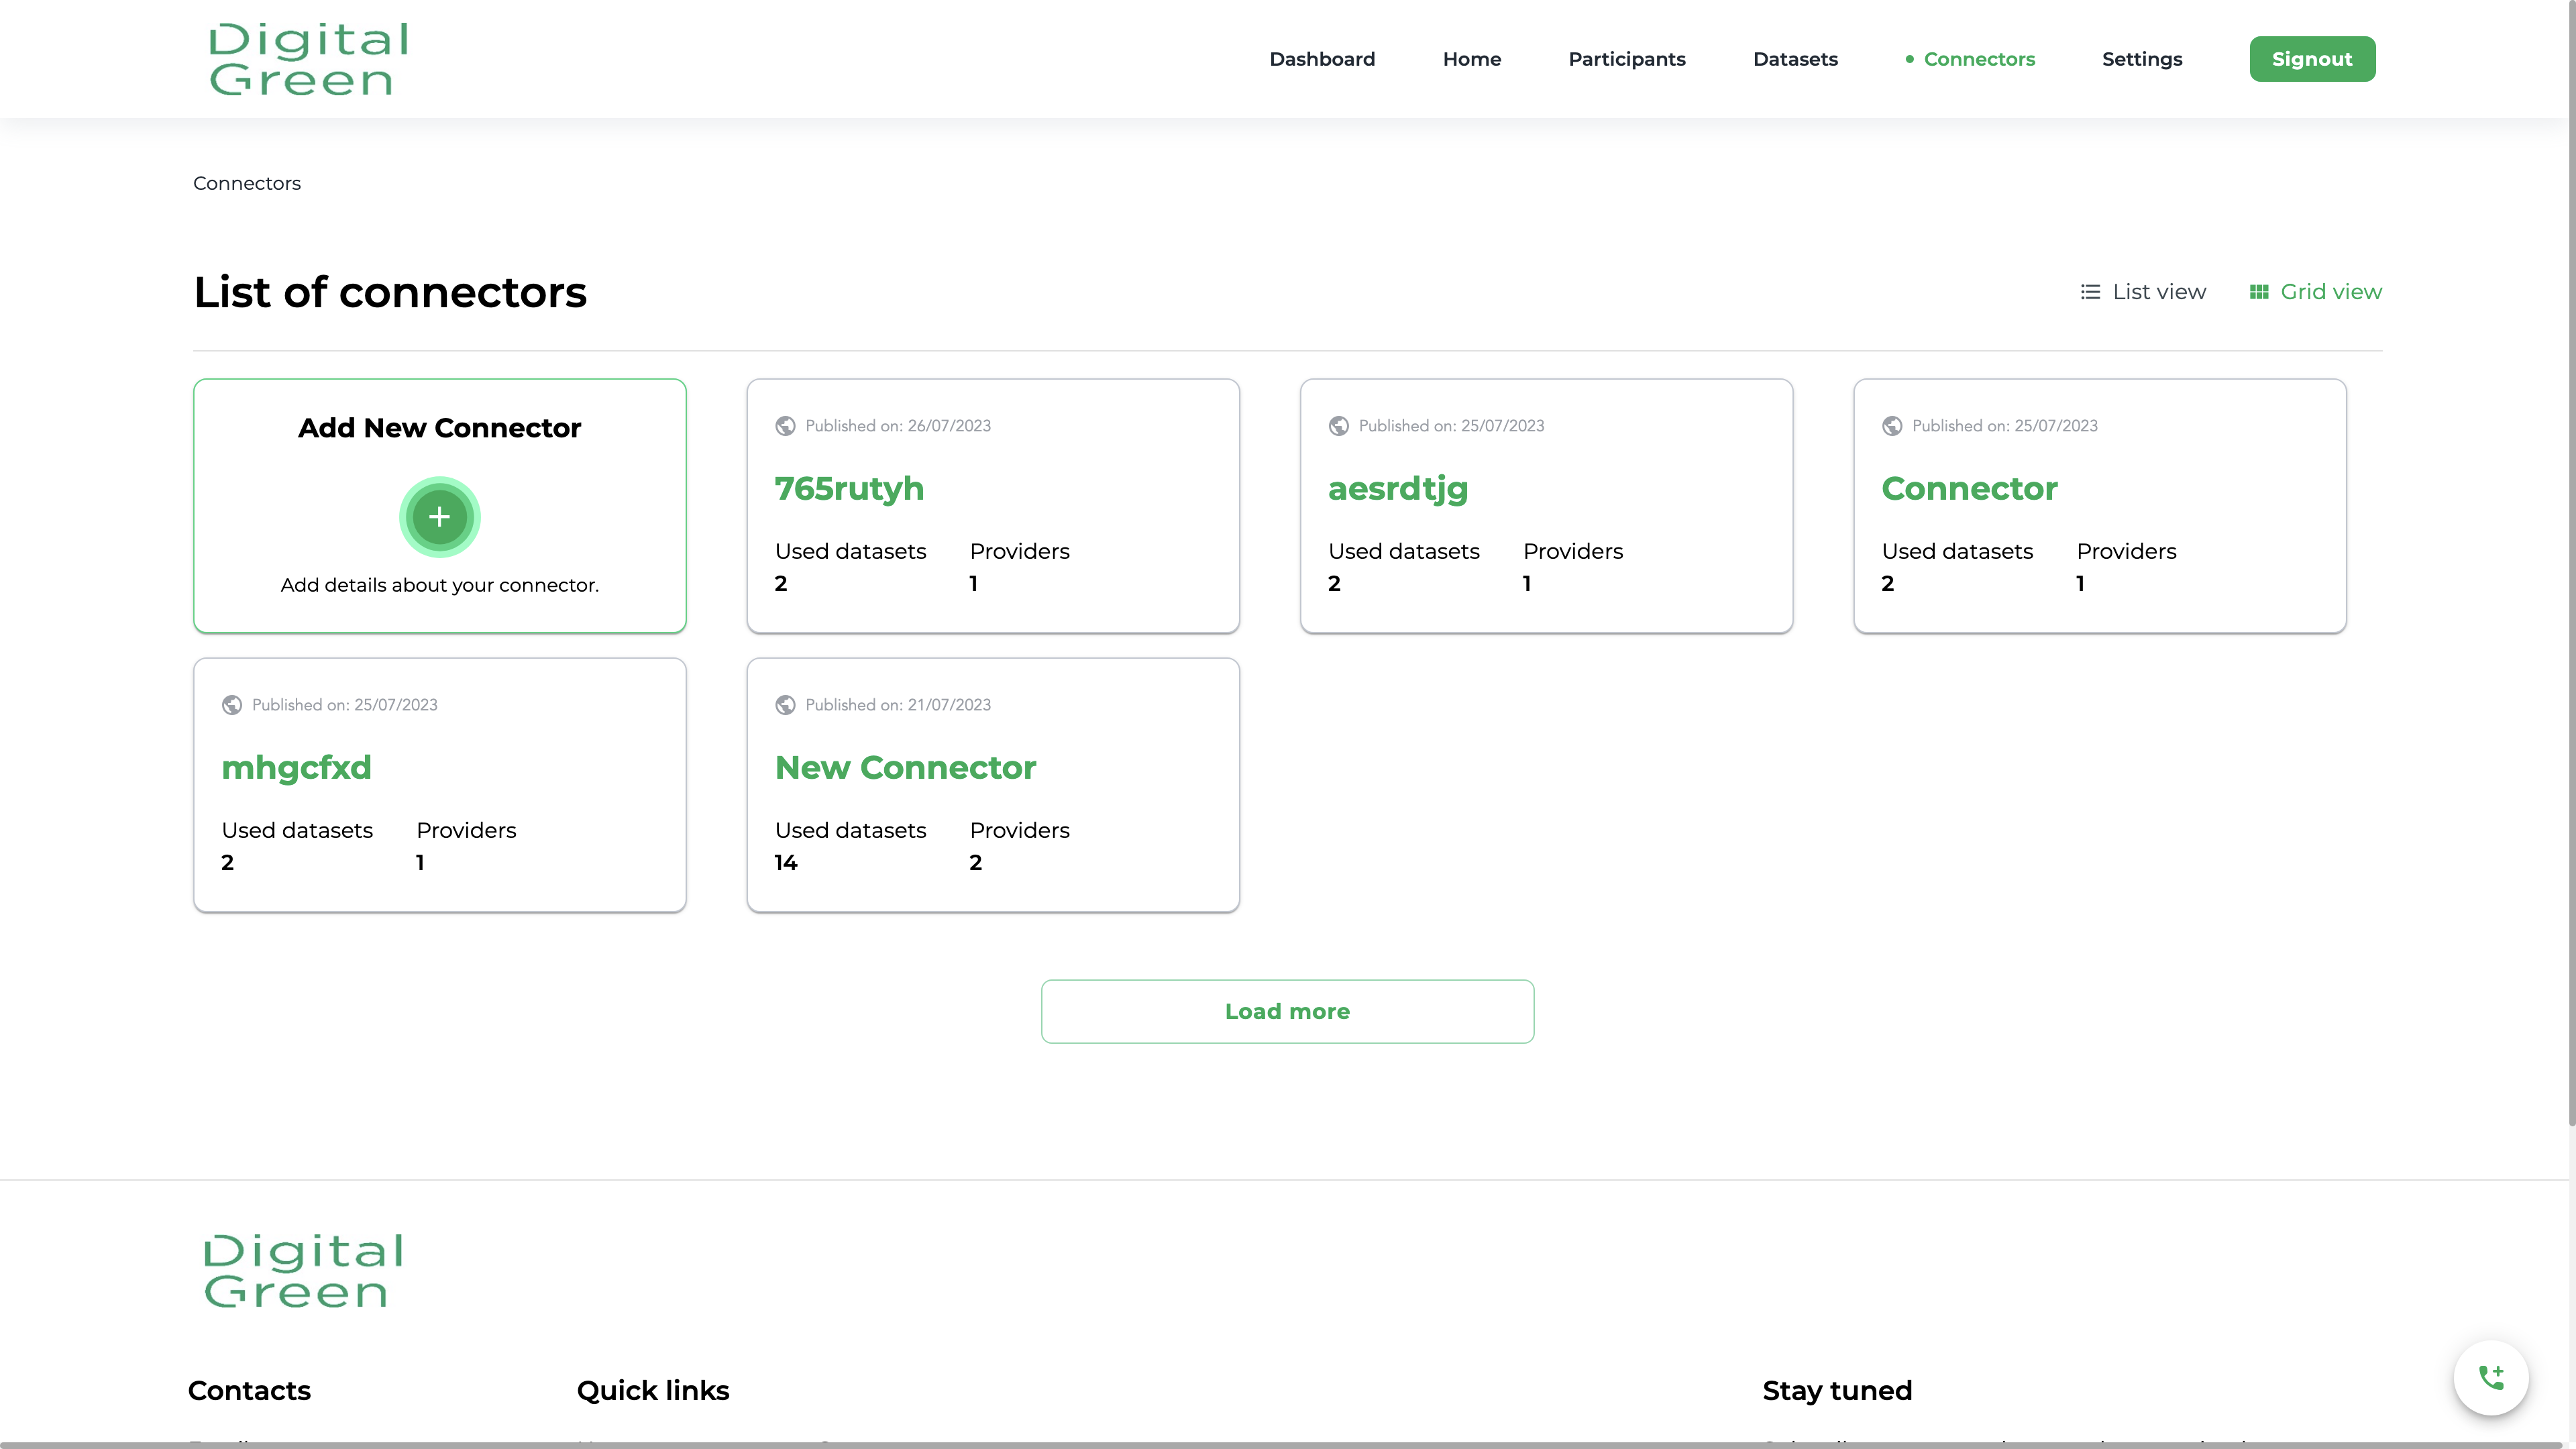 Digital
Green
Dashboard Home Participants Datasets Connectors Settings Signout
Connectors
List of connectors List view Grid view
Add New Connector
Add details about your connector.
Published on: 26/07/2023
765rutyh
Used datasets Providers
2 1
Published on: 25/07/2023
aesrdtjg
Used datasets Providers
2 1
Published on: 25/07/2023
Connector
Used datasets Providers
2 1
Published on: 25/07/2023
mhgcfxd
Used datasets Providers
2 1
Published on: 21/07/2023
New Connector
Used datasets Providers
14 2
Load more
Digital
Green
Contacts Quick links Stay tuned